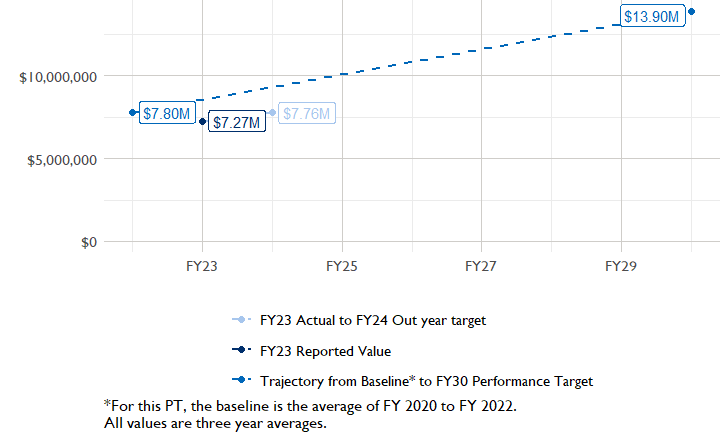 $13.90M
$10,000,000
$7.80M
$7.27M
$7.76M
$5,000,000
$0
FY23 FY25 FY27 FY29
FY23 Actual to FY24 Out year target
FY23 Reported Value
Trajectory from Baseline* to FY30 Performance Target
*For this PT, the baseline is the average of FY 2020 to FY 2022.
All values are three year averages.